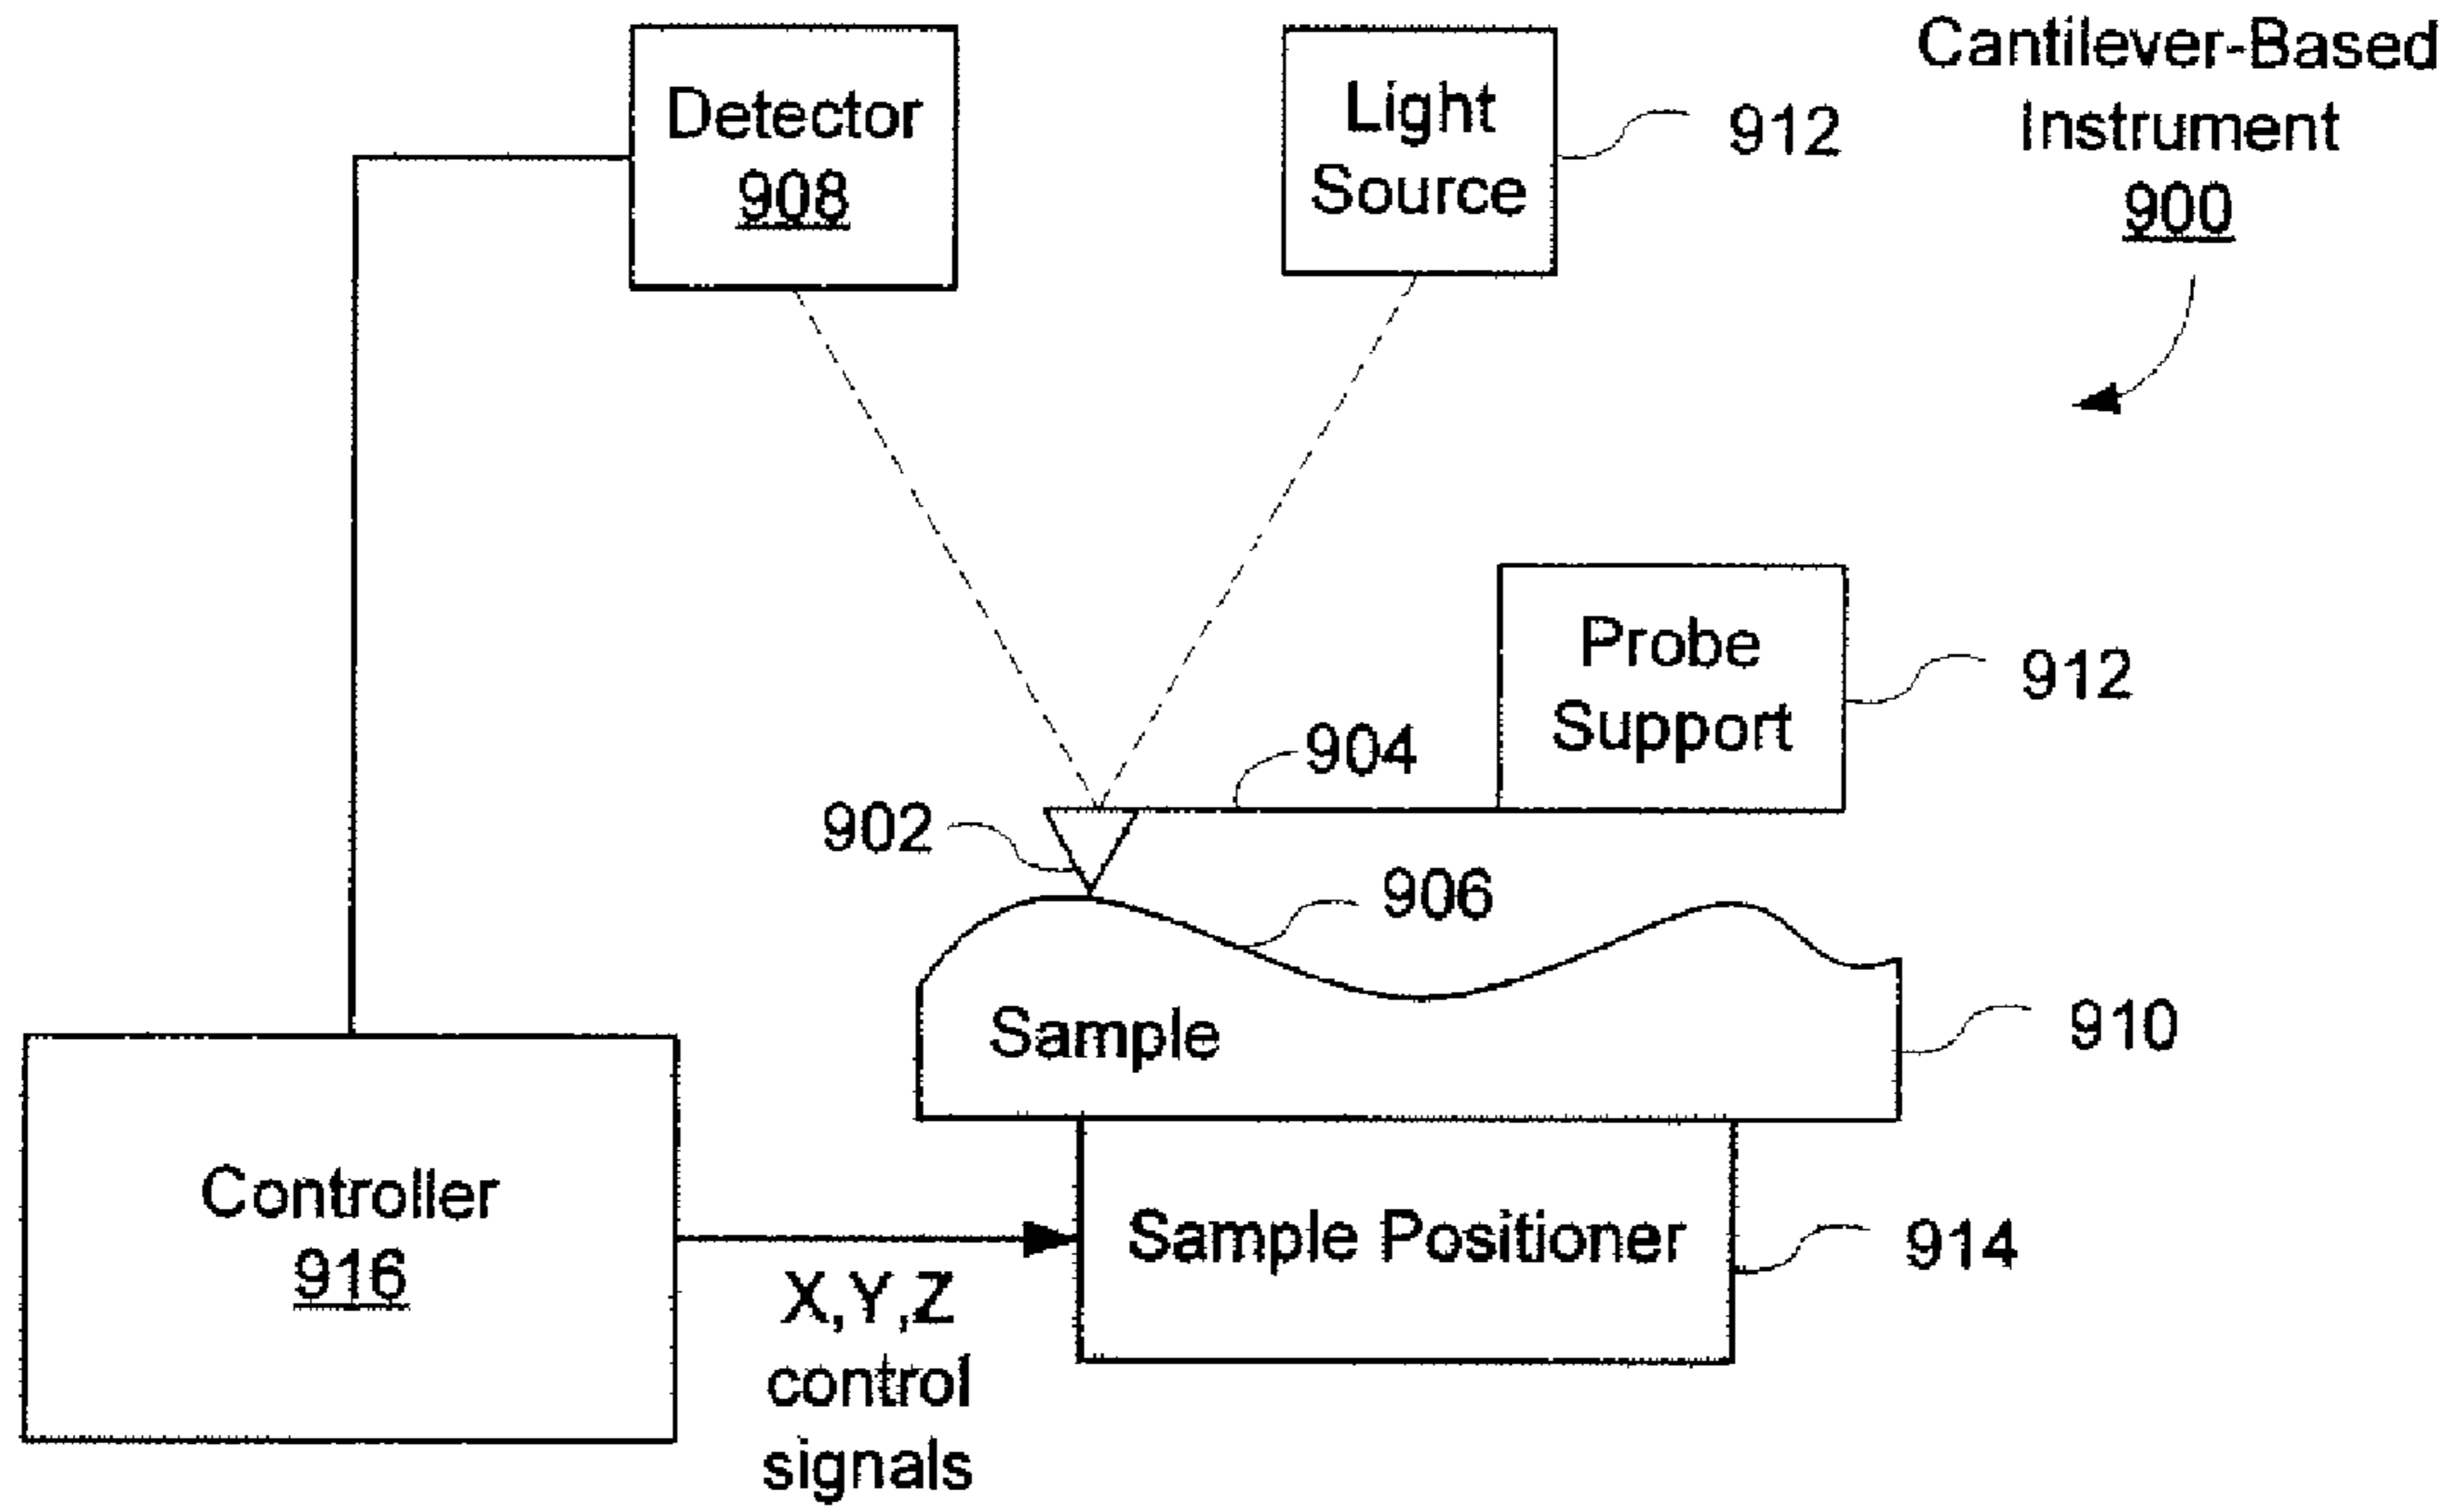 Detector
908
Light
Source
912
Cantilever-Based
Instrument
900
Probe
Support
912
904
902
906
Sample
910
Controller
916
X,Y,Z
control
signals
Sample Positioner
914